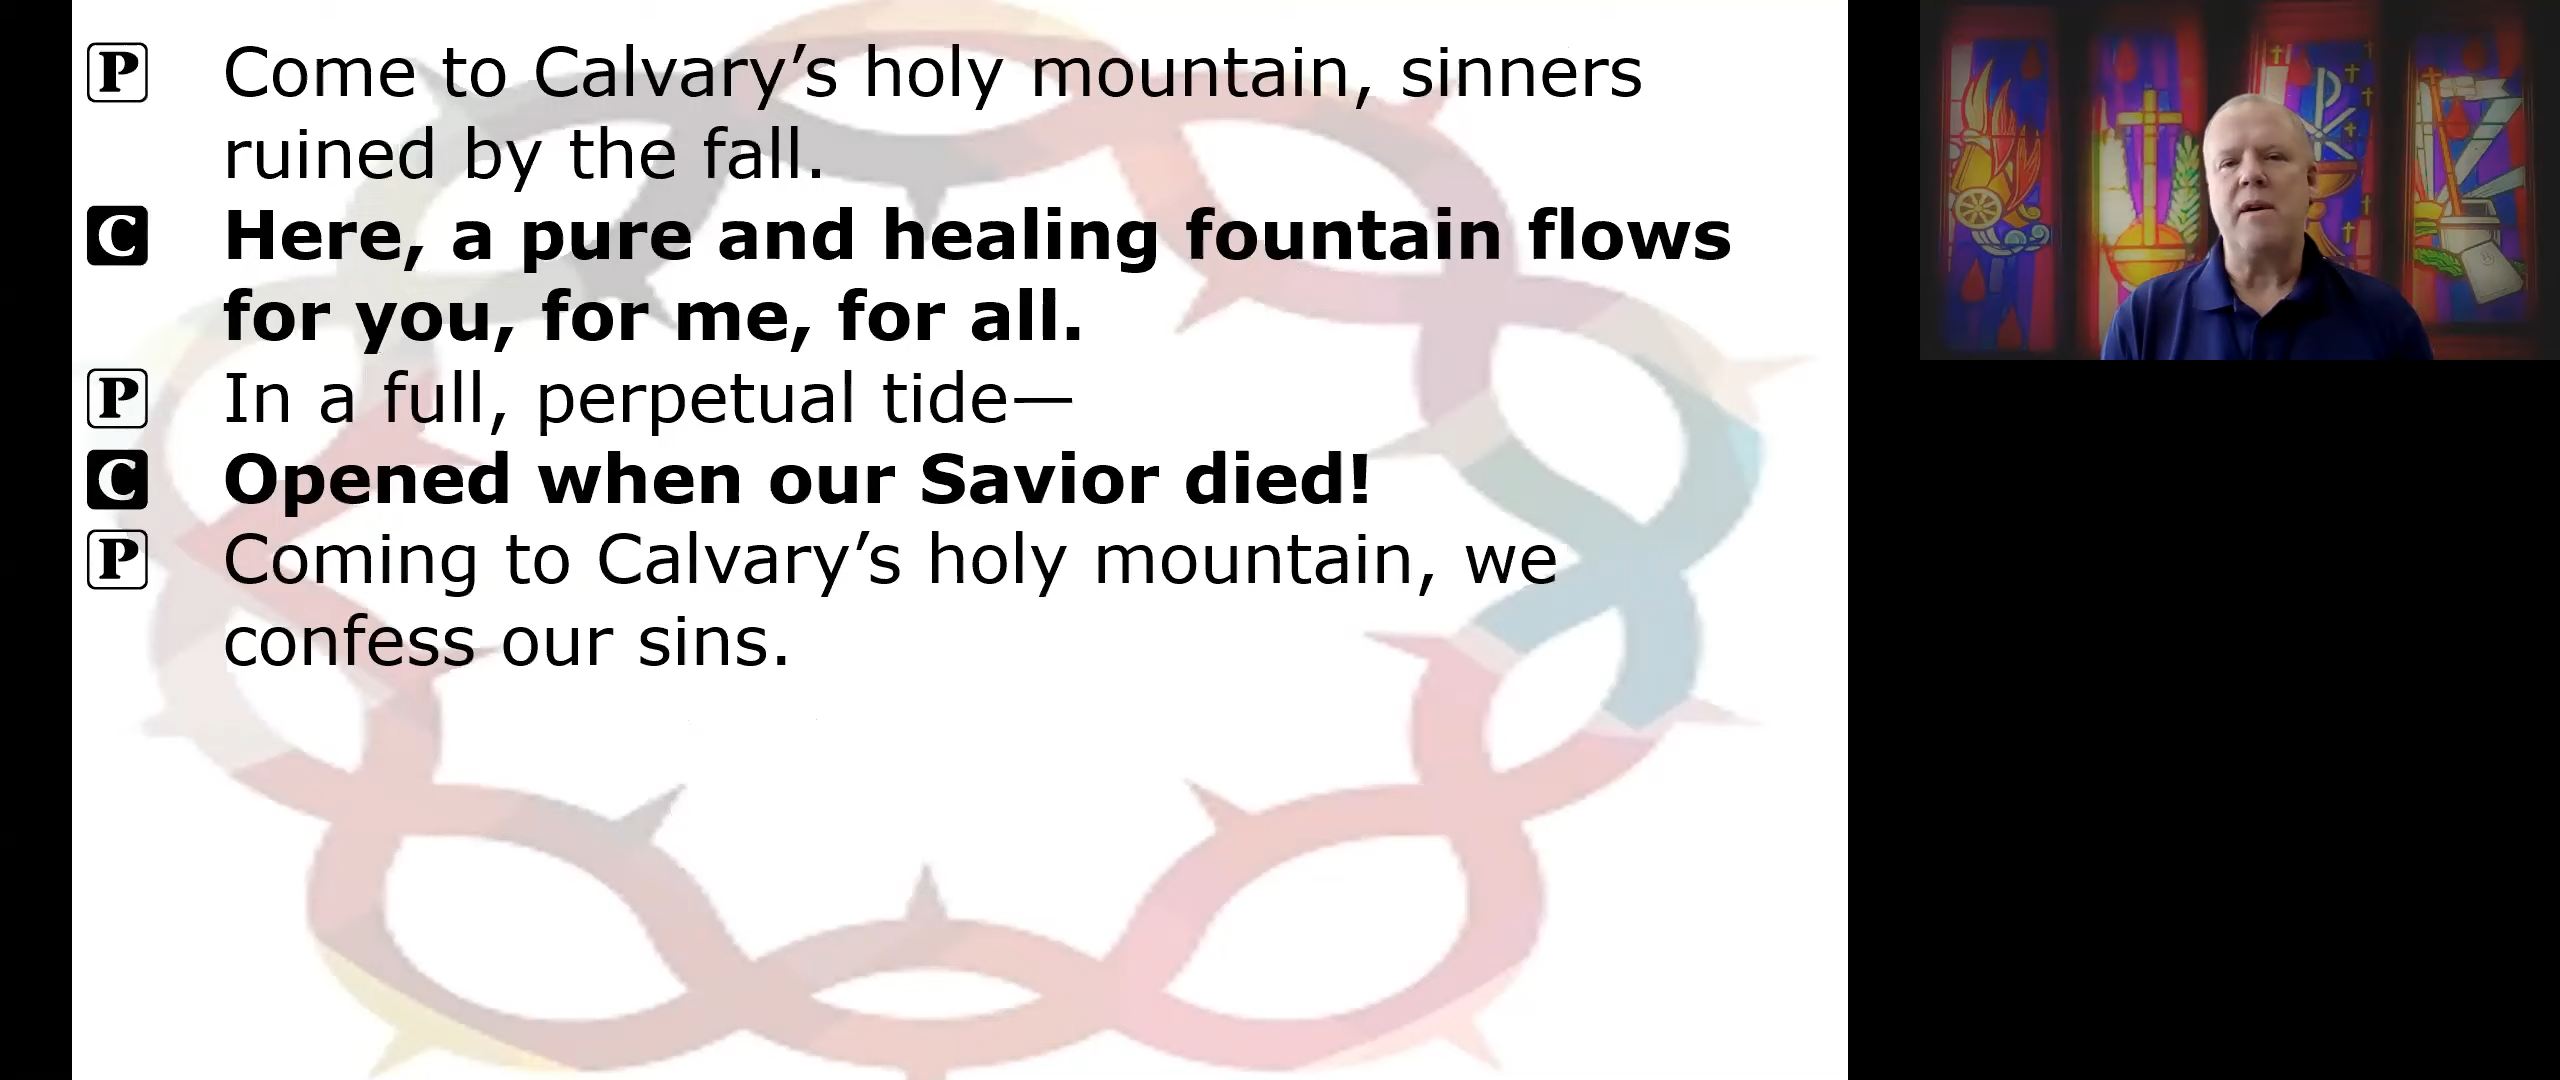 P Come to Calvary’s holy mountain, sinners
ruined by the fall.
C Here, a pure and healing fountain flows
for you, for me, for all.
P In a full, perpetual tide—
C Opened when our Savior died!
P Coming to Calvary’s holy mountain, we
confess our sins.